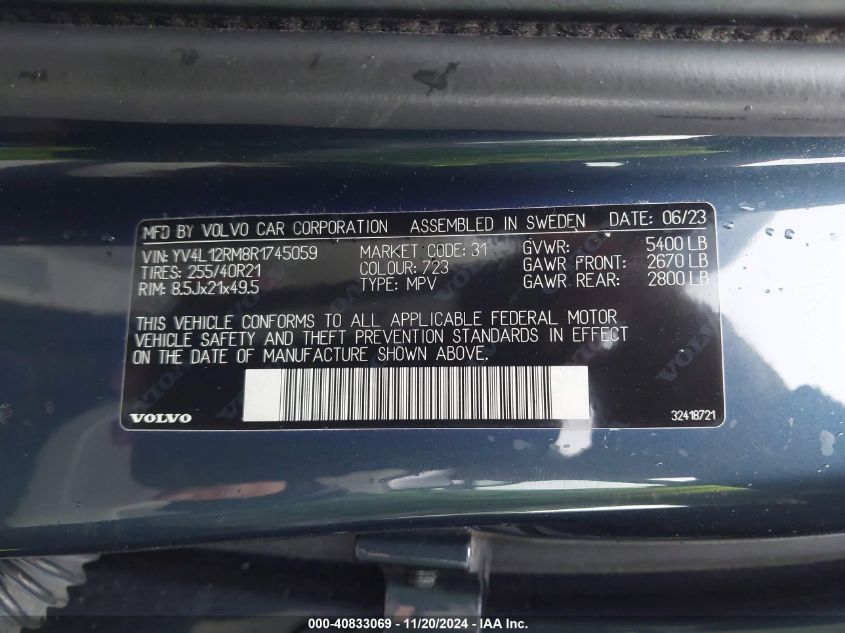 MFD BY VOLVO CAR CORPORATION ASSEMBLED IN SWEDEN DATE: 06/23
VIN: YV4L12RM8R1745059 MARKET CODE: 31 GVWR: 5400 LB
TIRES: 255/40R21 COLOUR: 723 GAWR FRONT: 2670 LB
RIM: 8.5Jx21x49.5 TYPE: MPV GAWR REAR: 2800 LB
THIS VEHICLE CONFORMS TO ALL APPLICABLE FEDERAL MOTOR
VEHICLE SAFETY AND THEFT PREVENTION STANDARDS IN EFFECT
ON THE DATE OF MANUFACTURE SHOWN ABOVE.
VOLVO 32418721
000-40833069 - 11/20/2024 - IAA Inc.